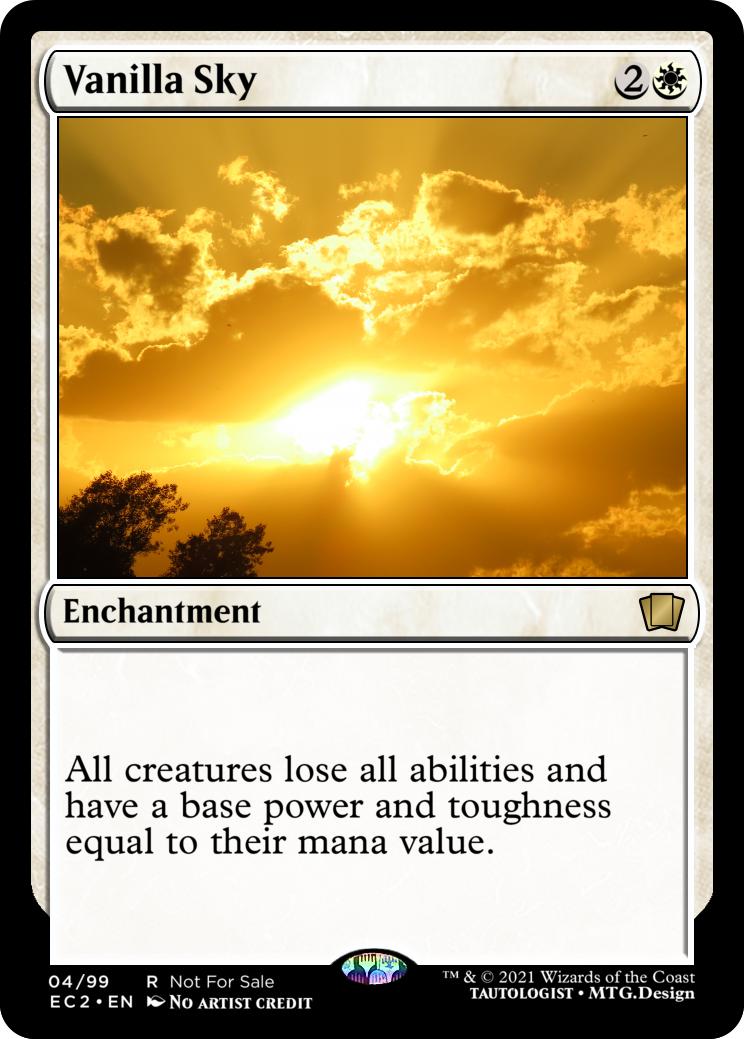 Vanilla Sky 2
Enchantment
All creatures lose all abilities and
have a base power and toughness
equal to their mana value.
04/99 R Not For Sale ™ & © 2021 Wizards of the Coast
EC2 • EN No artist credit TAUTOLOGIST • MTG.Design